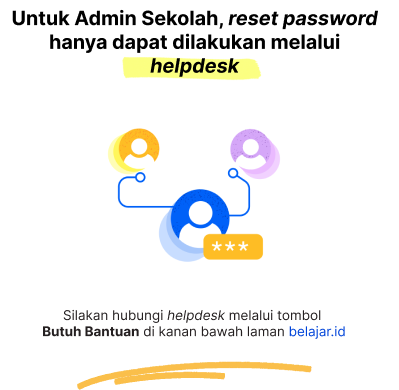 Untuk Admin Sekolah, reset password
hanya dapat dilakukan melalui
helpdesk
***
Silakan hubungi helpdesk melalui tombol
Butuh Bantuan di kanan bawah laman belajar.id